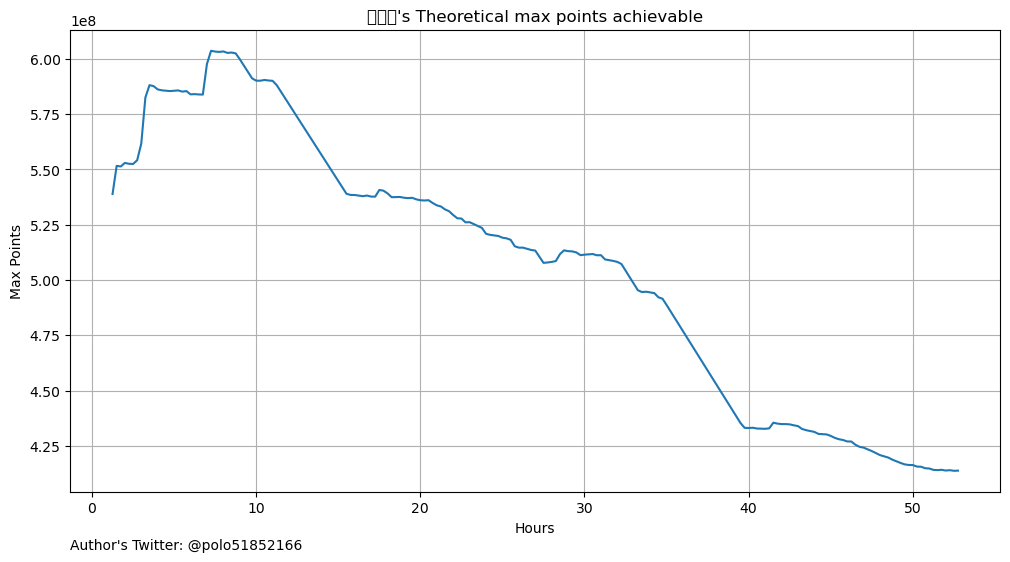 's Theoretical max points achievable
1e8
6.00
5.75
5.50
5.25
5.00
4.75
4.50
4.25
Max Points
0 10 20 30 40 50
Hours
Author's Twitter: @polo51852166